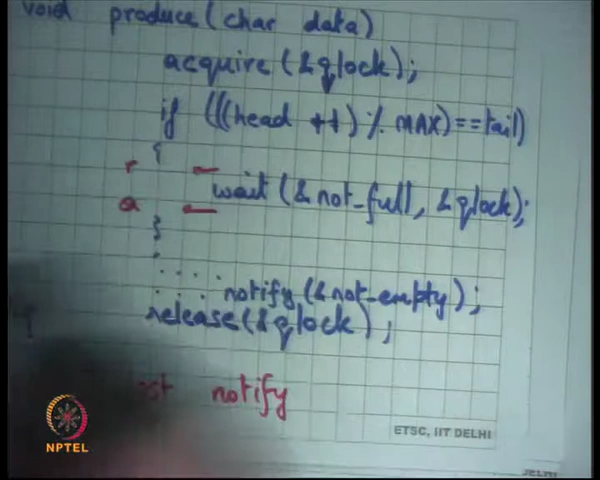 void produce (char data)
acquire (&qlock);
if (((head ++) % MAX) == tail)
{
r
wait (&not_full, &qlock);
a
}
. . . . notify (&not_empty);
release (&qlock);
notify
NPTEL
ETSC, IIT DELHI